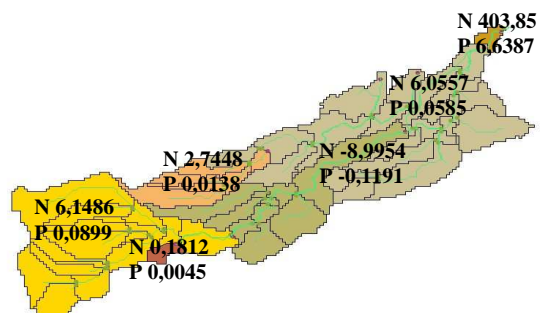 N 403,85
P 6,6387
N 6,0557
P 0,0585
N -8,9954
P -0,1191
N 2,7448
P 0,0138
N 6,1486
P 0,0899
N 0,1812
P 0,0045